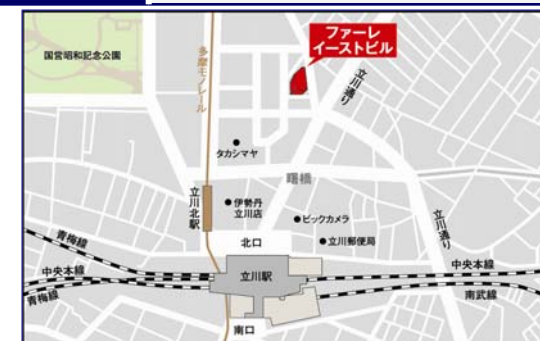 ファーレ
イーストビル
国営昭和記念公園
多摩モノレール
立川通り
タカシマヤ
曙橋
立川北駅
伊勢丹
立川店
ビックカメラ
立川通り
北口
立川郵便局
青梅線
中央本線
青梅線
立川駅
中央本線
南武線
南口